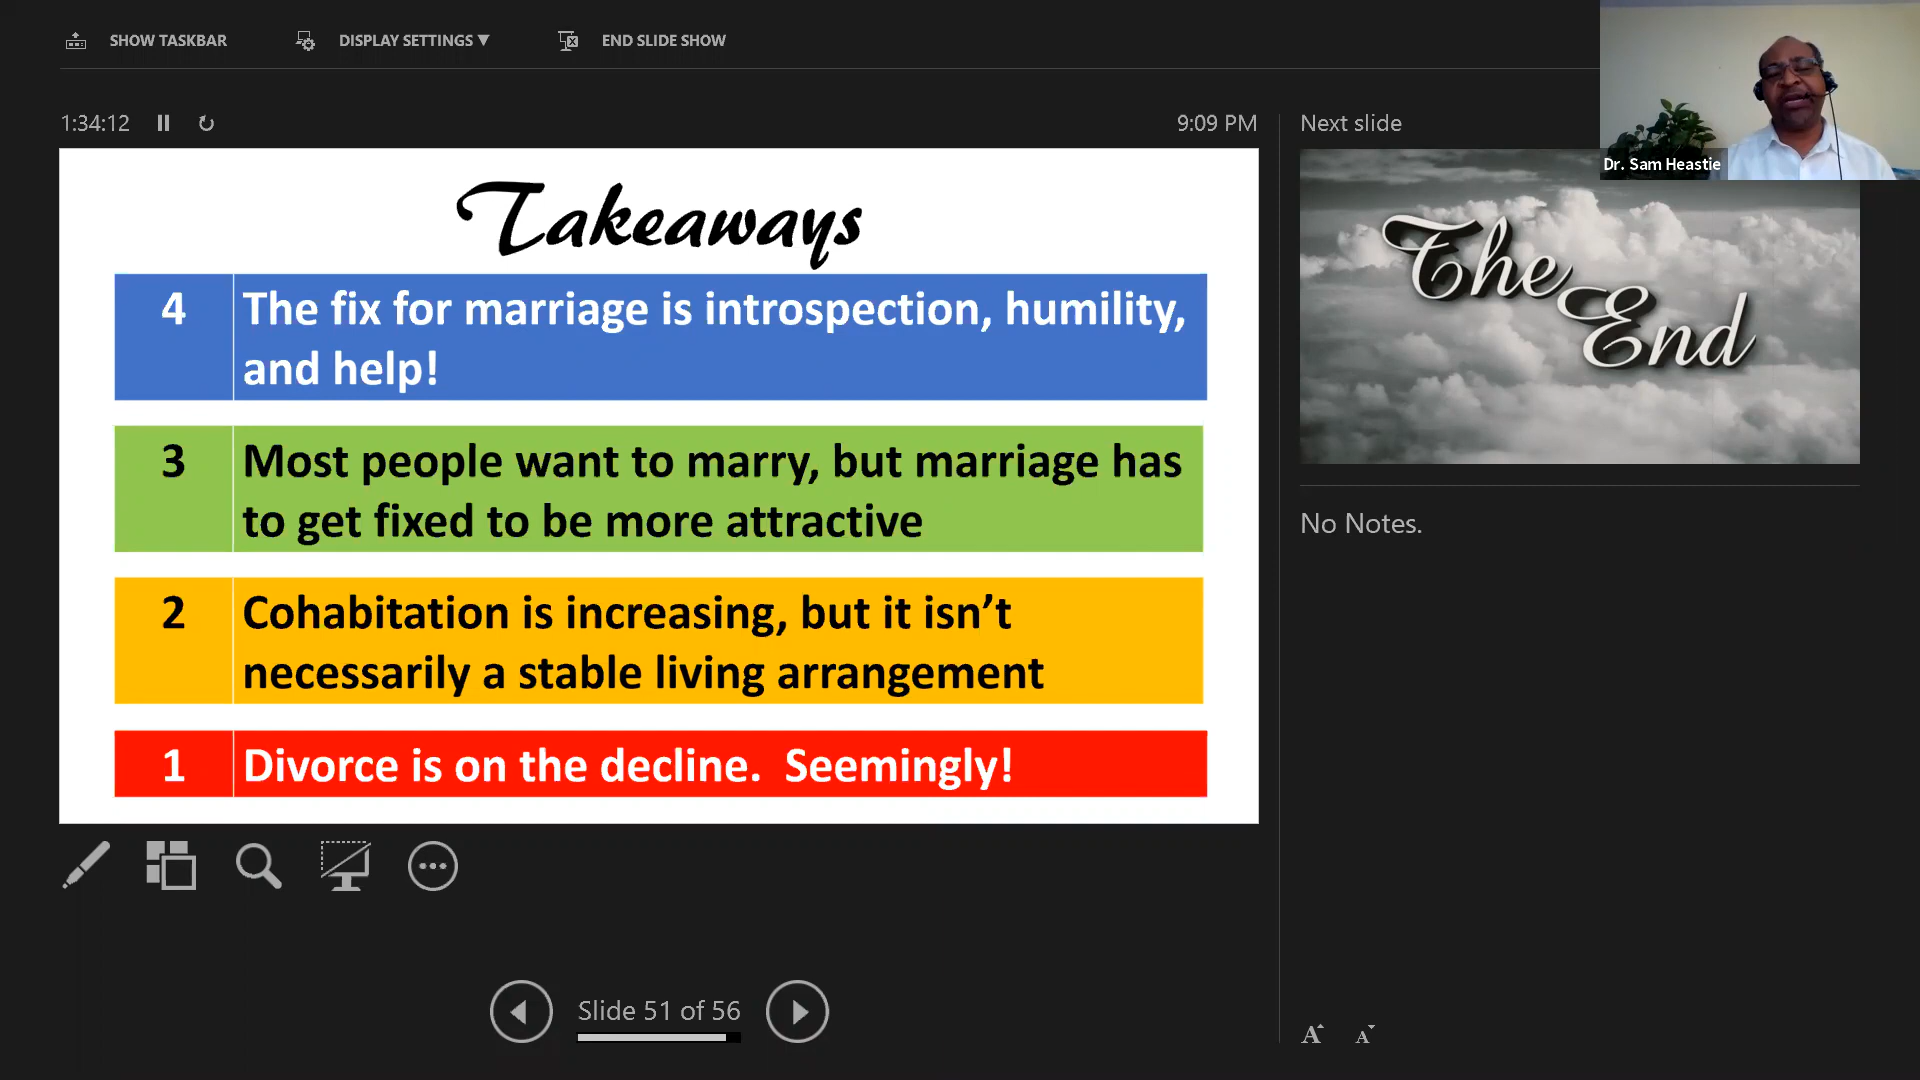 SHOW TASKBAR
DISPLAY SETTINGS ▼
END SLIDE SHOW
1:34:12
9:09 PM
Takeaways
4
The fix for marriage is introspection, humility,
and help!
3
Most people want to marry, but marriage has
to get fixed to be more attractive
2
Cohabitation is increasing, but it isn’t
necessarily a stable living arrangement
1
Divorce is on the decline.  Seemingly!
Slide 51 of 56
Next slide
Dr. Sam Heastie
The
End
No Notes.
A A